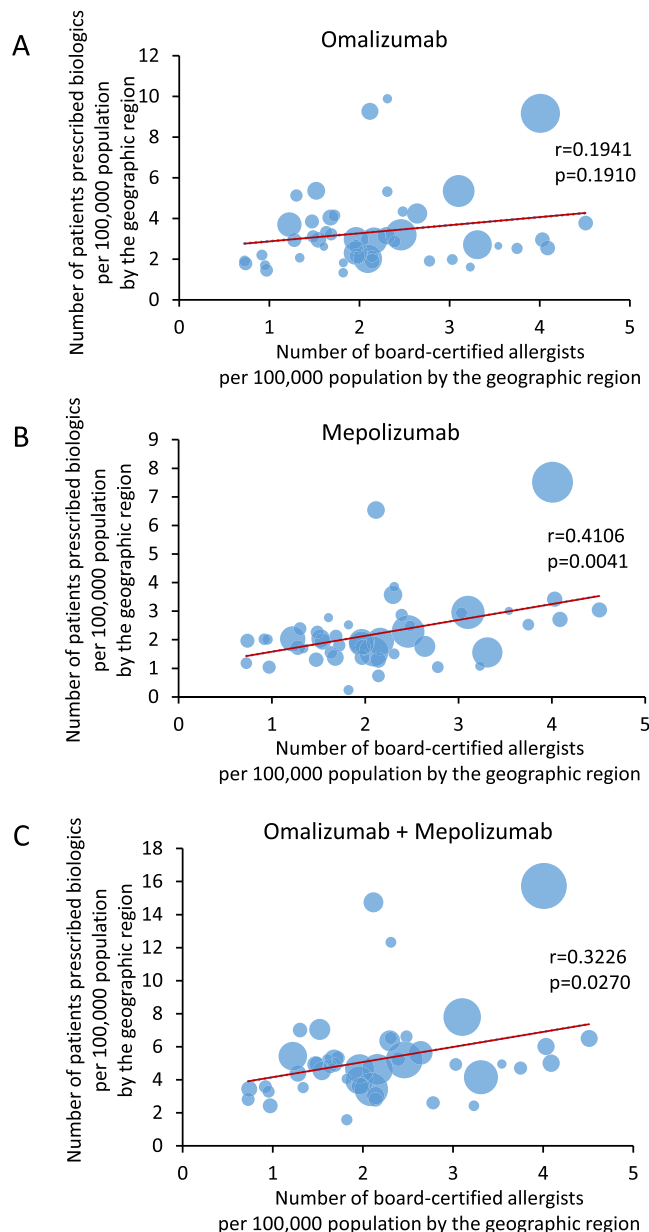 A
Omalizumab
Number of patients prescribed biologics
per 100,000 population
by the geographic region
12
10
8
6
4
2
0
r=0.1941
p=0.1910
0 1 2 3 4 5
Number of board-certified allergists
per 100,000 population by the geographic region
B
Mepolizumab
Number of patients prescribed biologics
per 100,000 population
by the geographic region
9
8
7
6
5
4
3
2
1
0
r=0.4106
p=0.0041
0 1 2 3 4 5
Number of board-certified allergists
per 100,000 population by the geographic region
C
Omalizumab + Mepolizumab
Number of patients prescribed biologics
per 100,000 population
by the geographic region
18
16
14
12
10
8
6
4
2
0
r=0.3226
p=0.0270
0 1 2 3 4 5
Number of board-certified allergists
per 100,000 population by the geographic region